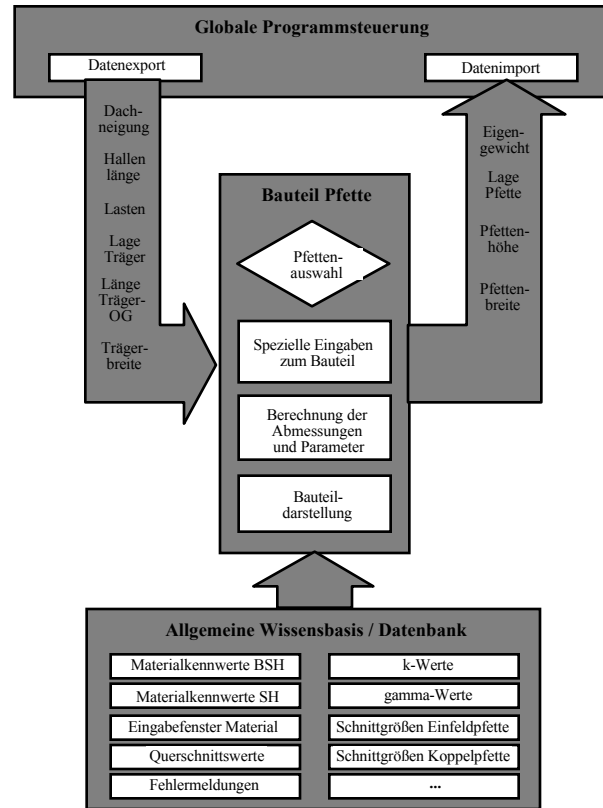 Globale Programmsteuerung
Datenexport
Datenimport
Dach-
neigung
Hallen
länge
Lasten
Lage
Träger
Länge
Träger-
OG
Träger-
breite
Eigen-
gewicht
Lage
Pfette
Pfetten-
höhe
Pfetten-
breite
Bauteil Pfette
Pfetten-
auswahl
Spezielle Eingaben
zum Bauteil
Berechnung der
Abmessungen
und Parameter
Bauteil-
darstellung
Allgemeine Wissensbasis / Datenbank
Materialkennwerte BSH
Materialkennwerte SH
Eingabefenster Material
Querschnittswerte
Fehlermeldungen
k-Werte
gamma-Werte
Schnittgrößen Einfeldpfette
Schnittgrößen Koppelpfette
...